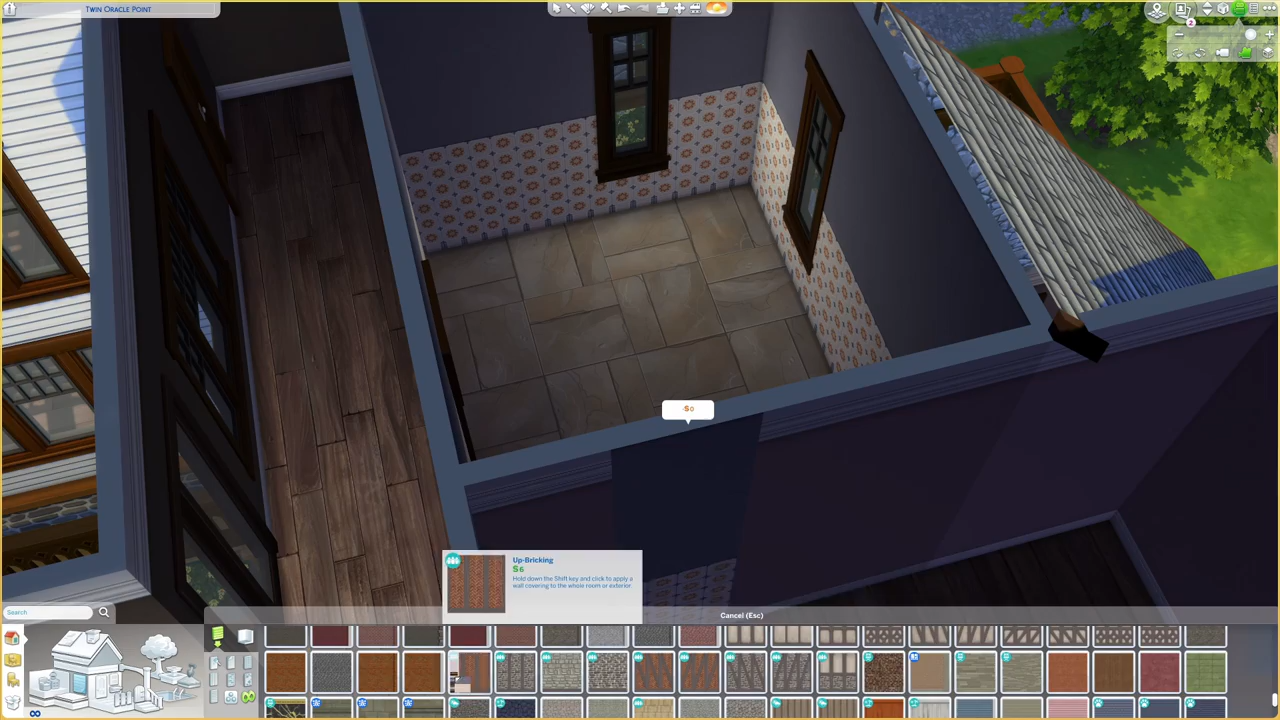 TWIN ORACLE POINT
2
§0
Up-Bricking
§6
Hold down the Shift key and click to apply a
wall covering to the whole room or exterior
Search
Cancel (Esc)